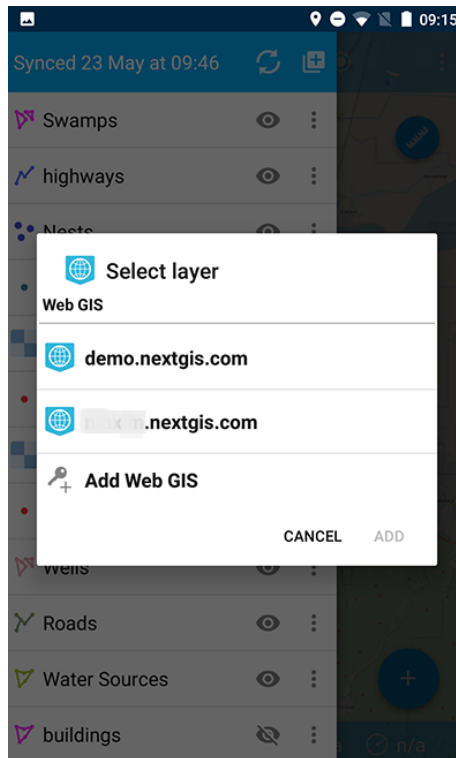 09:15
Synced 23 May at 09:46
Swamps
highways
Nests
Select layer
Web GIS
demo.nextgis.com
.nextgis.com
Add Web GIS
CANCEL ADD
Wells
Roads
Water Sources
buildings
n/a